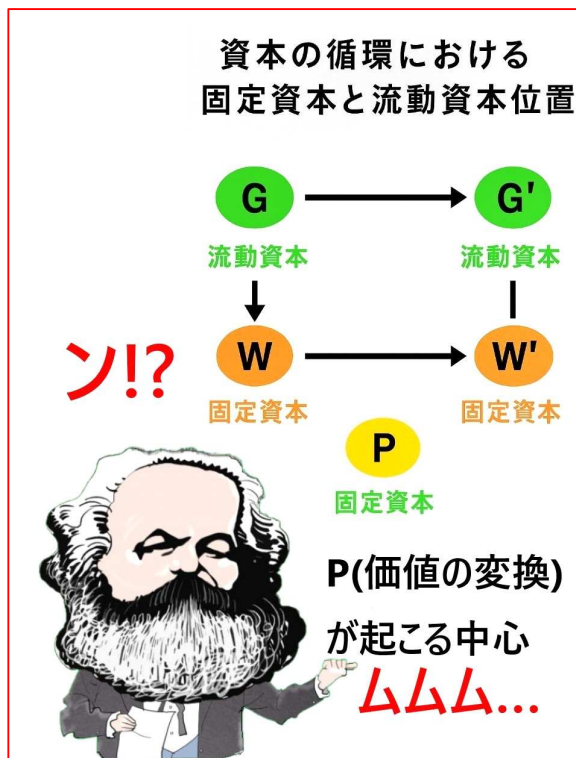 資本の循環における
固定資本と流動資本位置
G G'
流動資本 流動資本
W W'
ン!?
固定資本 固定資本
P
固定資本
P(価値の変換)
が起こる中心
ムムム...